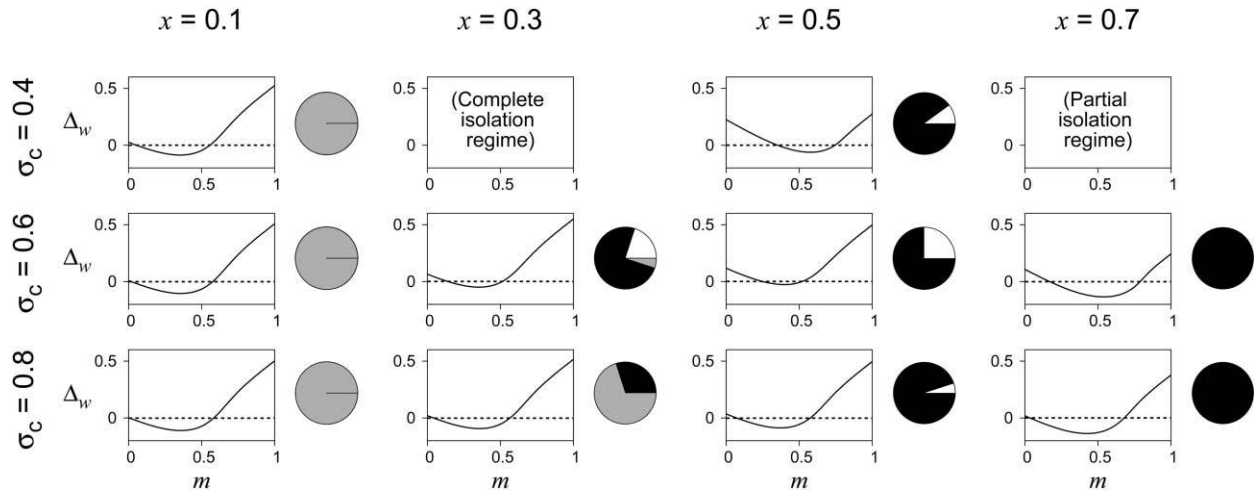 x = 0.1 x = 0.3 x = 0.5 x = 0.7
σc = 0.4
Δw 0.5 0 0 0.5 1
0.5 0 0 0.5 1
(Complete
isolation
regime)
0.5 0 0 0.5 1
0.5 0 0 0.5 1
(Partial
isolation
regime)
σc = 0.6
Δw 0.5 0 0 0.5 1
0.5 0 0 0.5 1
0.5 0 0 0.5 1
0.5 0 0 0.5 1
σc = 0.8
Δw 0.5 0 0 0.5 1
0.5 0 0 0.5 1
0.5 0 0 0.5 1
0.5 0 0 0.5 1
m m m m